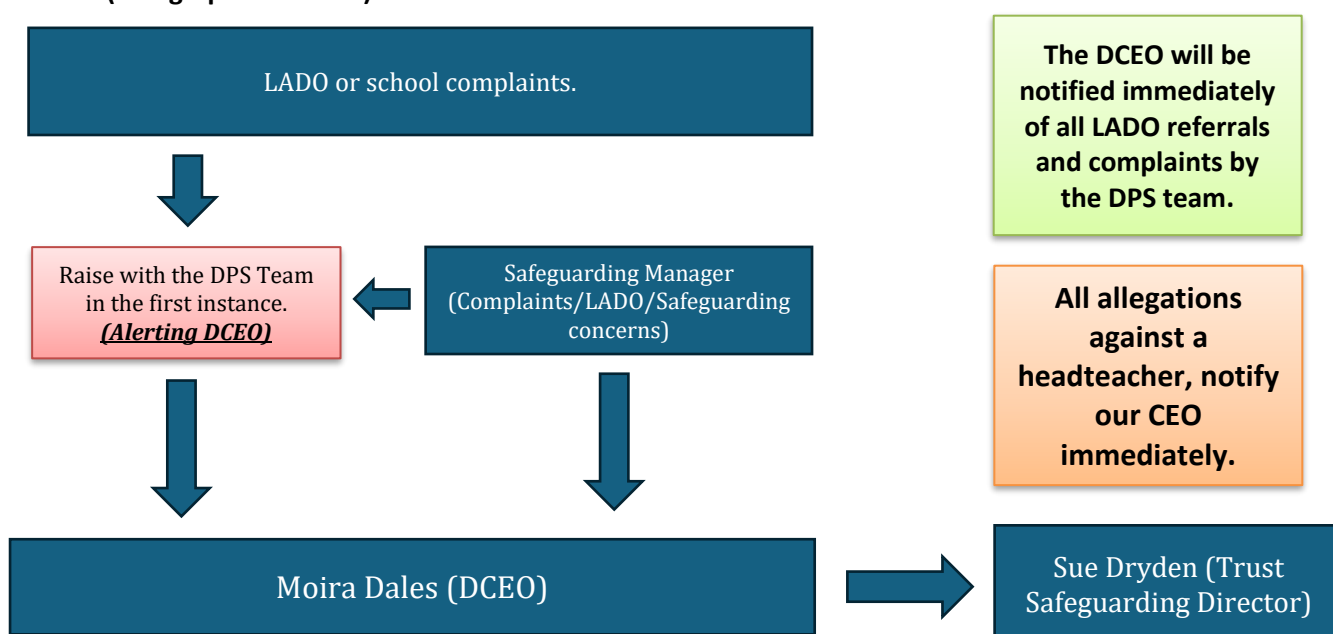 LADO or school complaints.
The DCEO will be
notified immediately
of all LADO referrals
and complaints by
the DPS team.
Raise with the DPS Team
in the first instance.
(Alerting DCEO)
Safeguarding Manager
(Complaints/LADO/Safeguarding
concerns)
All allegations
against a
headteacher, notify
our CEO
immediately.
Moira Dales (DCEO)
Sue Dryden (Trust
Safeguarding Director)